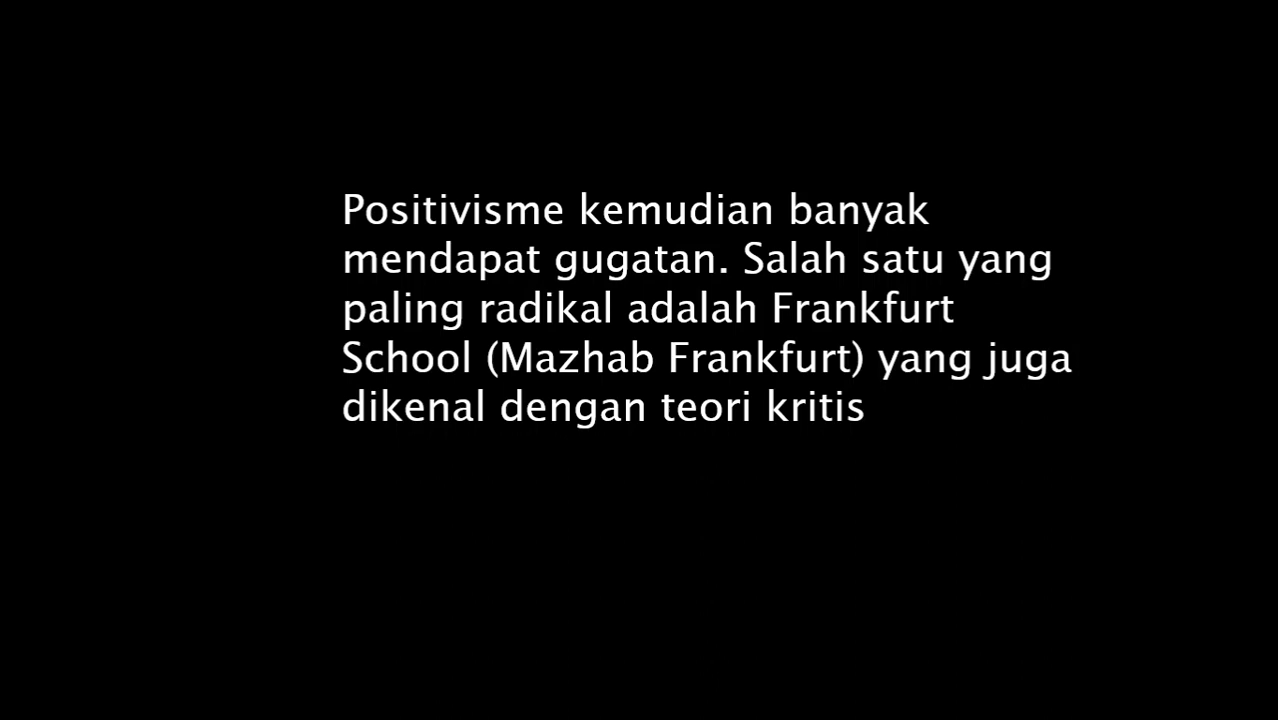 Positivisme kemudian banyak
mendapat gugatan. Salah satu yang
paling radikal adalah Frankfurt
School (Mazhab Frankfurt) yang juga
dikenal dengan teori kritis